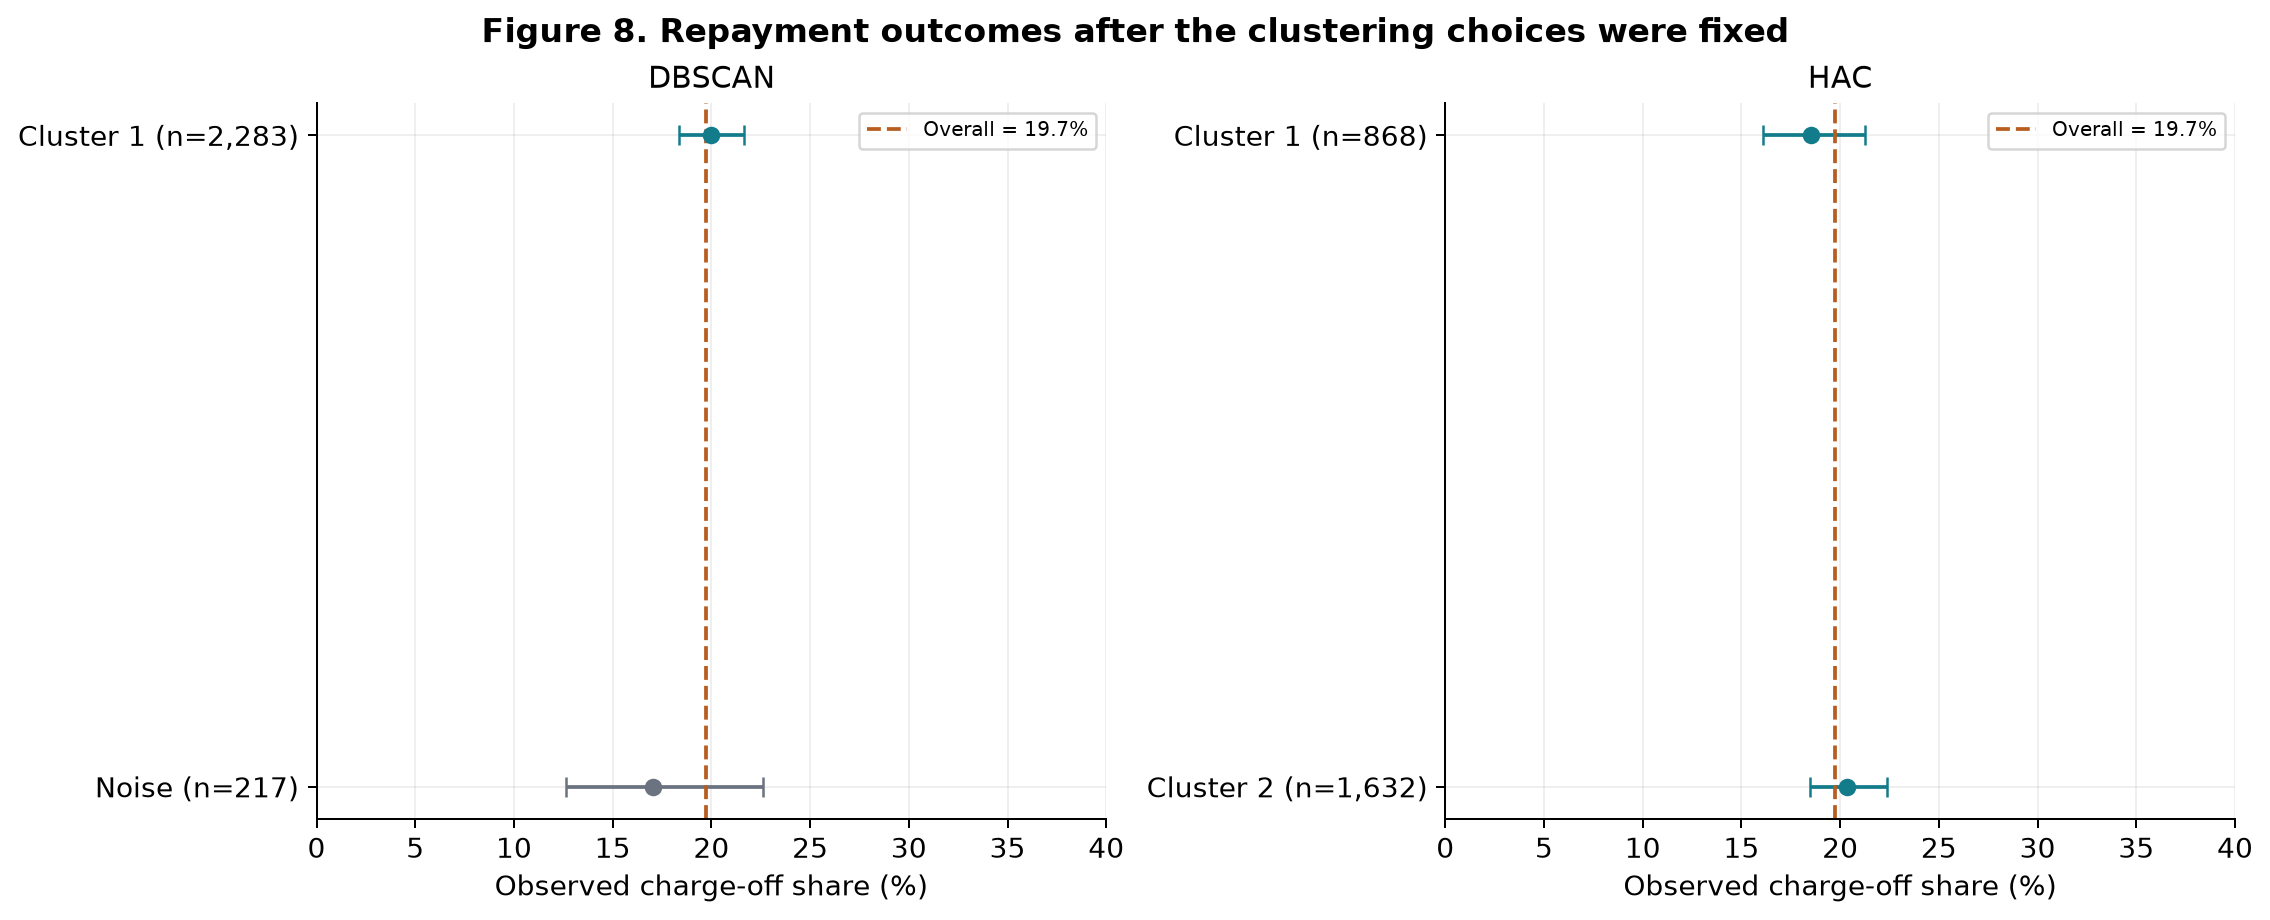 Figure 8. Repayment outcomes after the clustering choices were fixed
DBSCAN
Cluster 1 (n=2,283)
Noise (n=217)
Overall = 19.7%
0 5 10 15 20 25 30 35 40
Observed charge-off share (%)
HAC
Cluster 1 (n=868)
Cluster 2 (n=1,632)
Overall = 19.7%
0 5 10 15 20 25 30 35 40
Observed charge-off share (%)